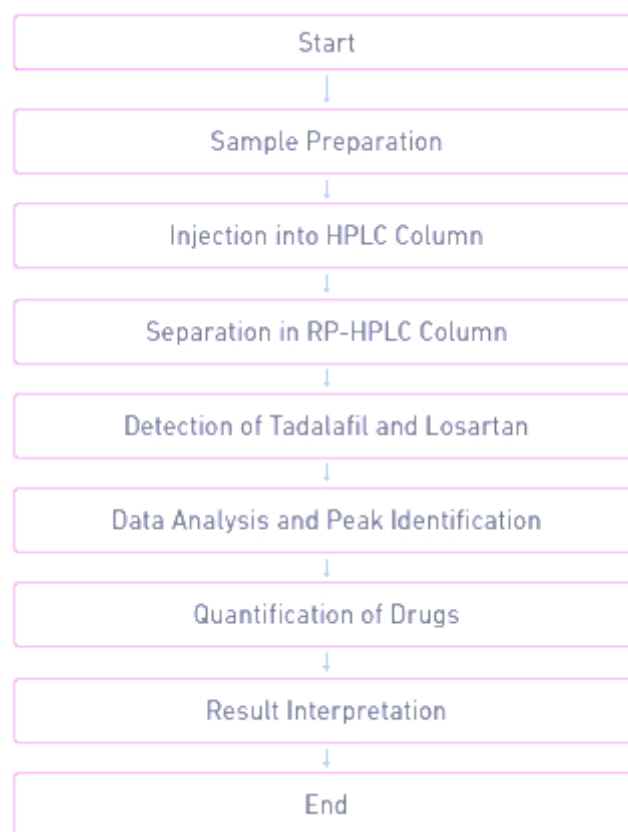 Start
Sample Preparation
Injection into HPLC Column
Separation in RP-HPLC Column
Detection of Tadalafil and Losartan
Data Analysis and Peak Identification
Quantification of Drugs
Result Interpretation
End